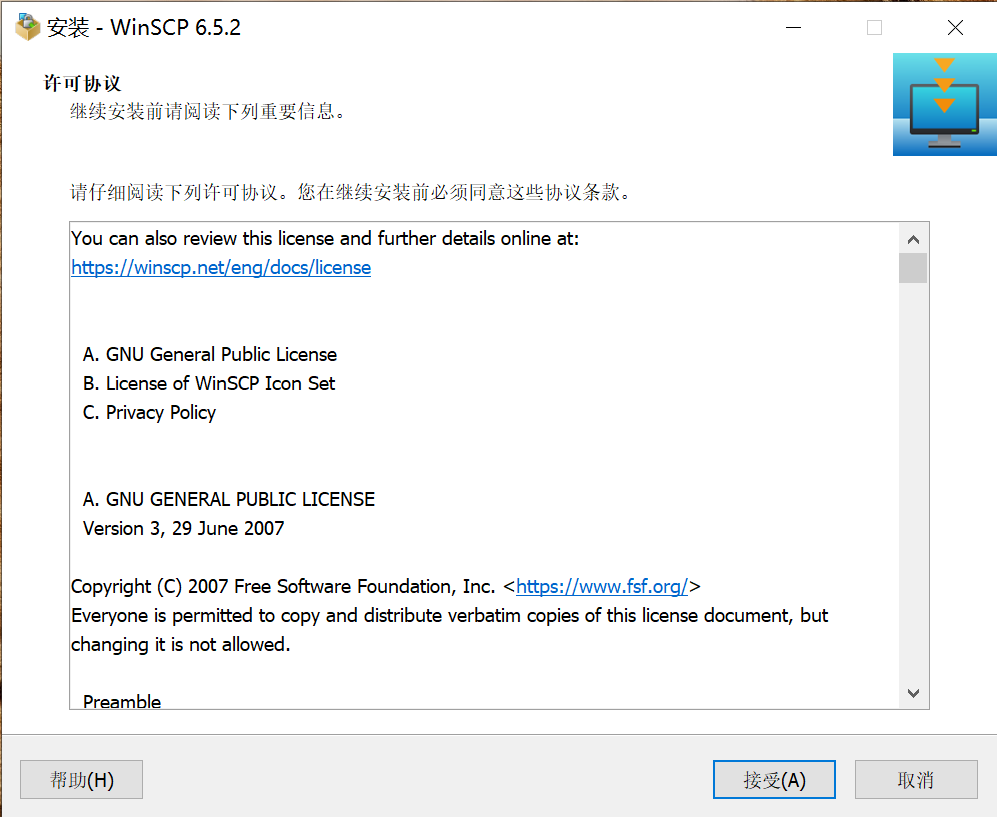 安装 - WinSCP 6.5.2
许可协议
继续安装前请阅读下列重要信息。
请仔细阅读下列许可协议。您在继续安装前必须同意这些协议条款。
You can also review this license and further details online at:
https://winscp.net/eng/docs/license
A. GNU General Public License
B. License of WinSCP Icon Set
C. Privacy Policy
A. GNU GENERAL PUBLIC LICENSE
Version 3, 29 June 2007
Copyright (C) 2007 Free Software Foundation, Inc. <https://www.fsf.org/>
Everyone is permitted to copy and distribute verbatim copies of this license document, but
changing it is not allowed.
Preamble
帮助(H)
接受(A)
取消